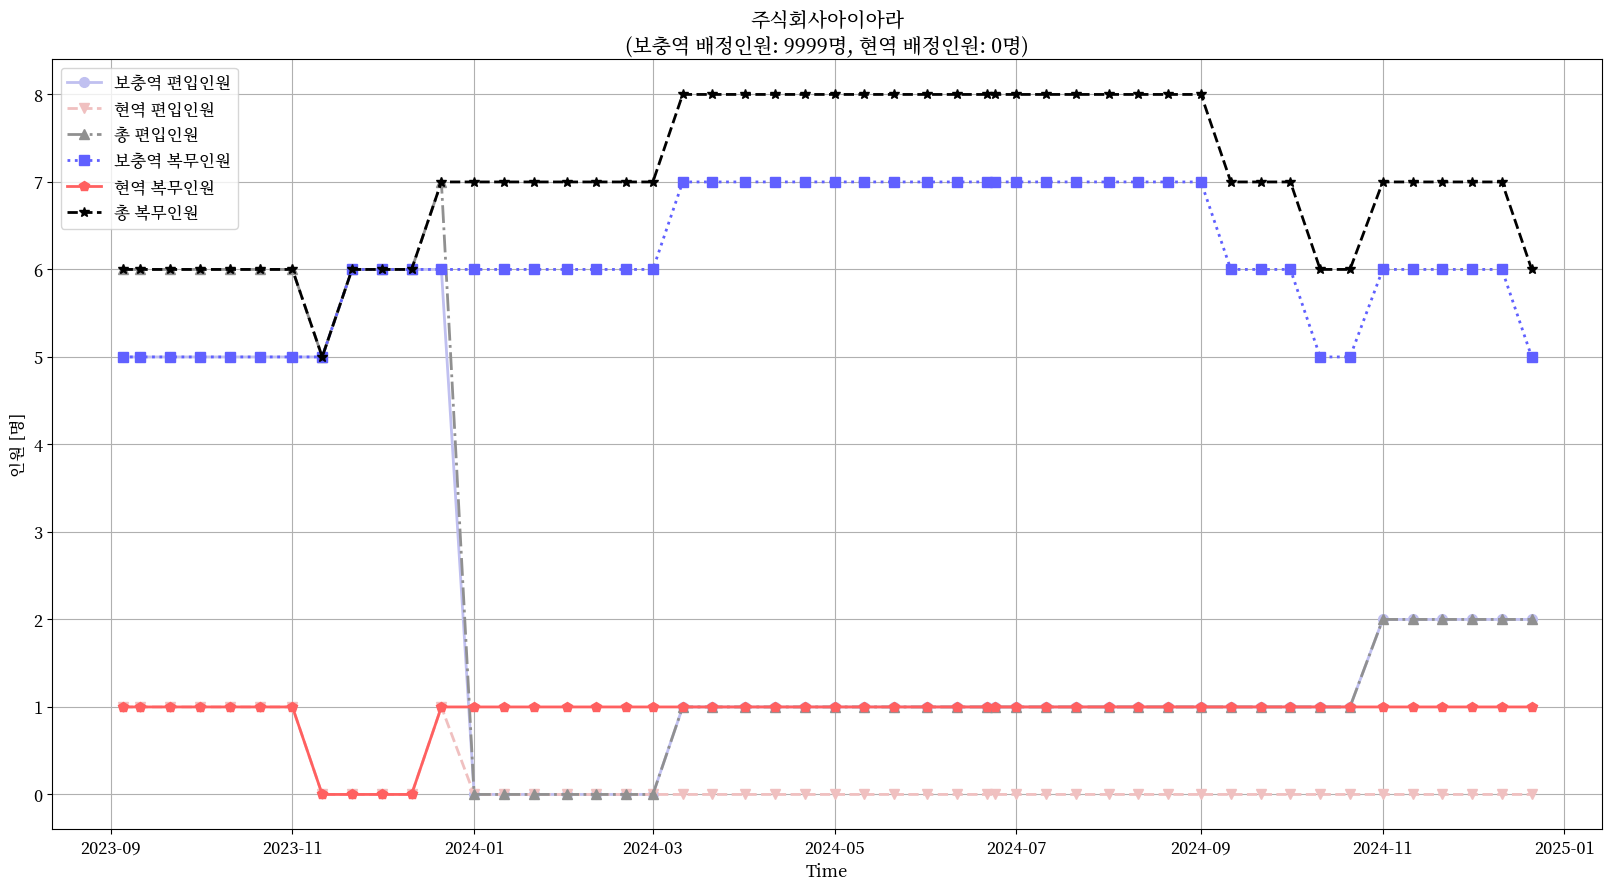 주식회사아이아라
(보충역 배정인원: 9999명, 현역 배정인원: 0명)
보충역 편입인원
현역 편입인원
총 편입인원
보충역 복무인원
현역 복무인원
총 복무인원
인원 [명]
8
7
6
5
4
3
2
1
0
2023-09
2023-11
2024-01
2024-03
2024-05
2024-07
2024-09
2024-11
2025-01
Time